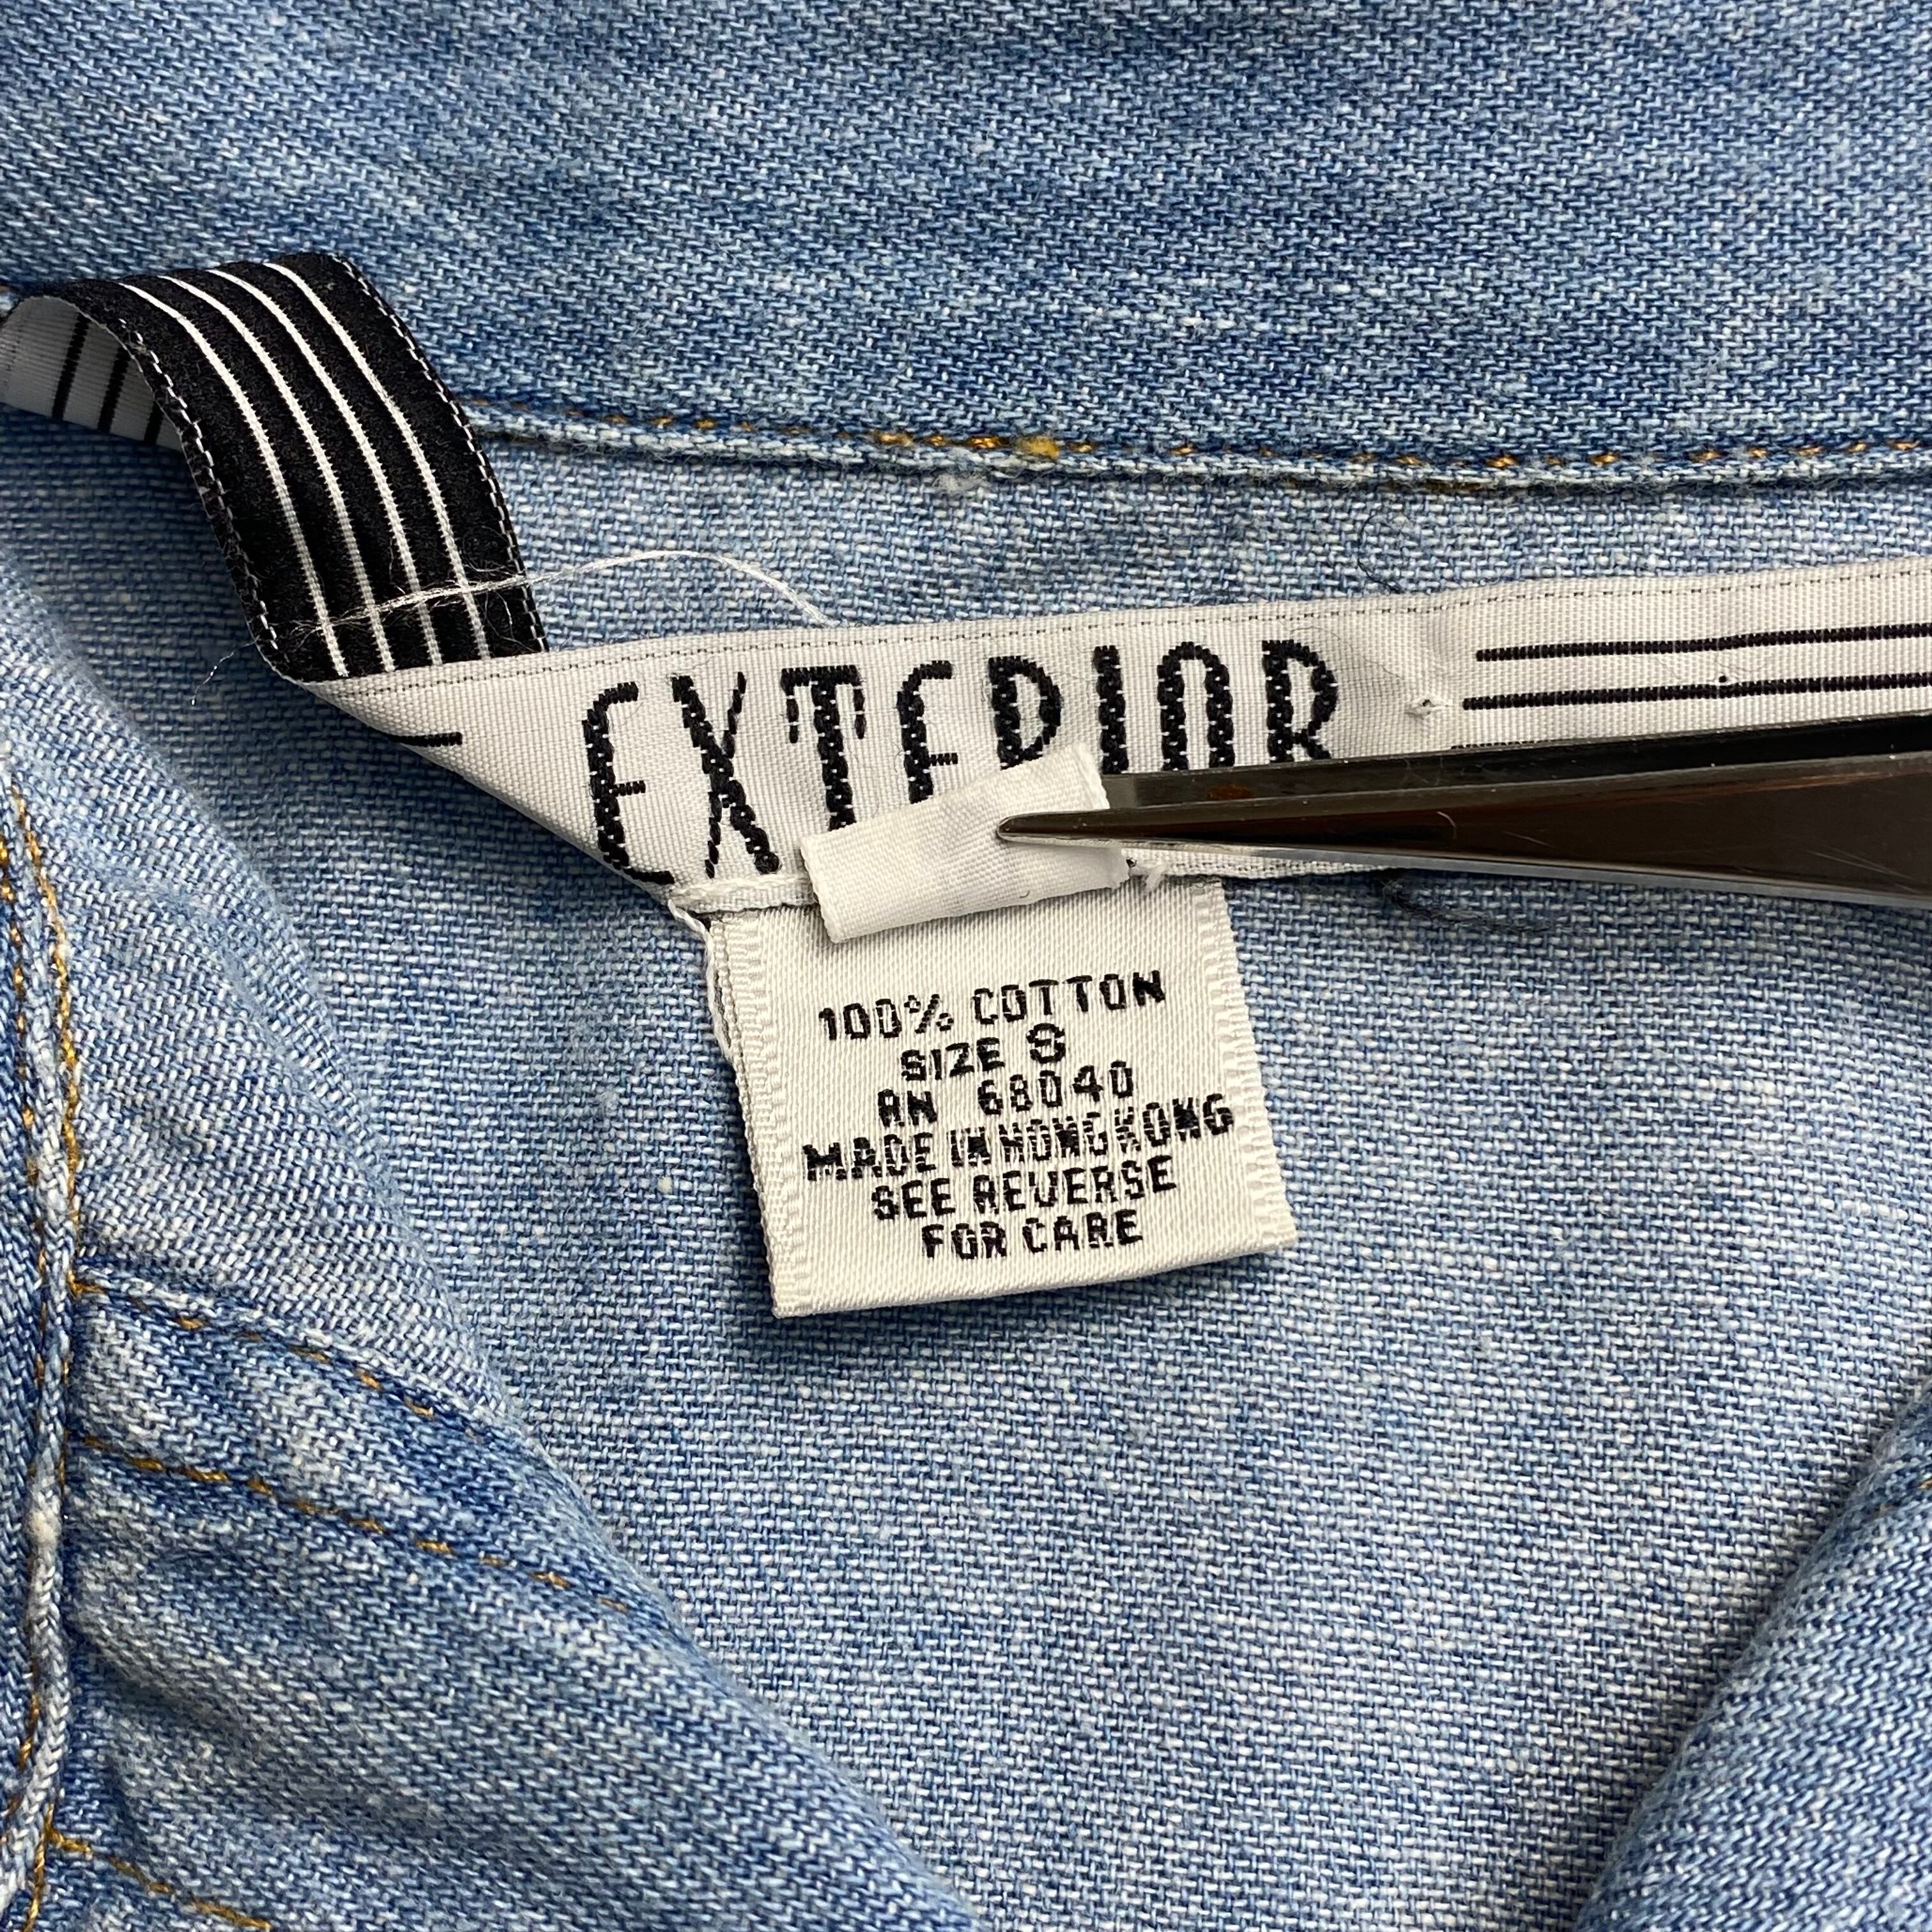 EXTERIOR
100% COTTON
SIZE S
RN 68040
MADE IN HONG KONG
SEE REVERSE
FOR CARE